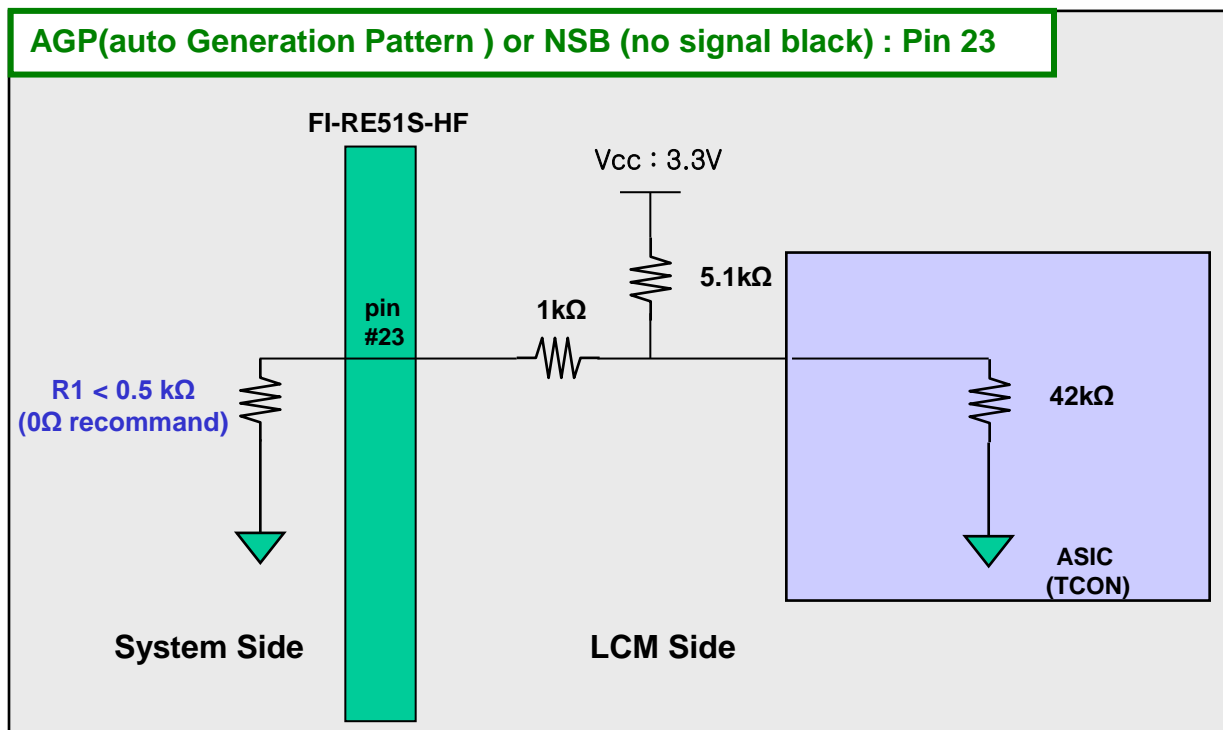 AGP(auto Generation Pattern ) or NSB (no signal black) : Pin 23
FI-RE51S-HF
Vcc : 3.3V
5.1kΩ
1kΩ
pin
#23
R1 < 0.5 kΩ
(0Ω recommand)
42kΩ
ASIC
(TCON)
System Side
LCM Side